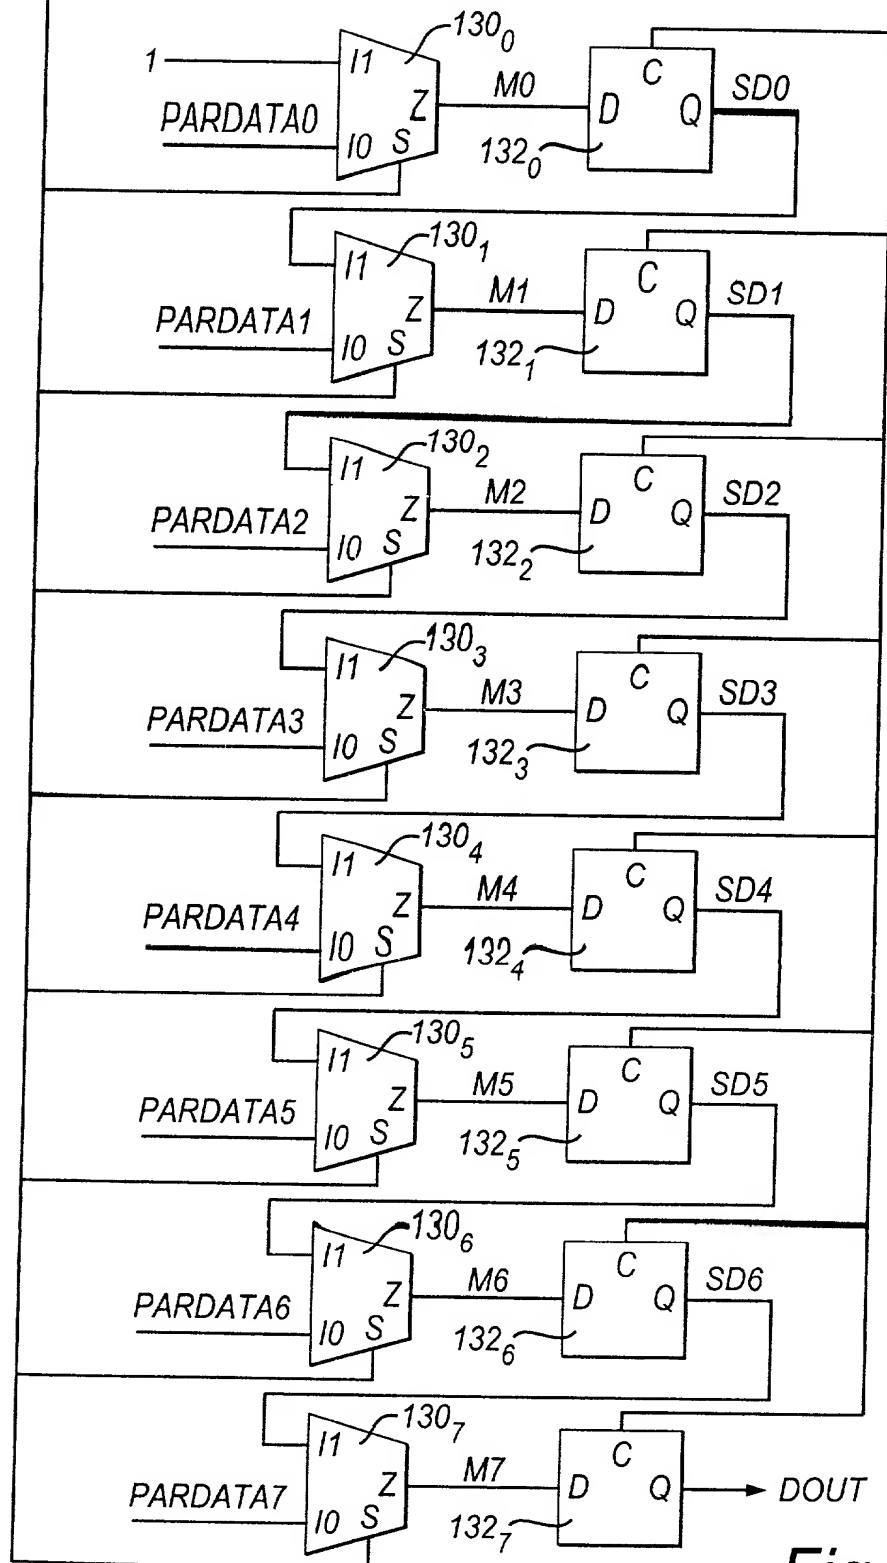 130₀
1
I1
Z
M0
C
SD0
PARDATA0
I0
S
D
Q
132₀
130₁
I1
Z
M1
C
SD1
PARDATA1
I0
S
D
Q
132₁
130₂
I1
Z
M2
C
SD2
PARDATA2
I0
S
D
Q
132₂
130₃
I1
Z
M3
C
SD3
PARDATA3
I0
S
D
Q
132₃
130₄
I1
Z
M4
C
SD4
PARDATA4
I0
S
D
Q
132₄
130₅
I1
Z
M5
C
SD5
PARDATA5
I0
S
D
Q
132₅
130₆
I1
Z
M6
C
SD6
PARDATA6
I0
S
D
Q
132₆
130₇
I1
Z
M7
C
PARDATA7
I0
S
D
Q
DOUT
132₇